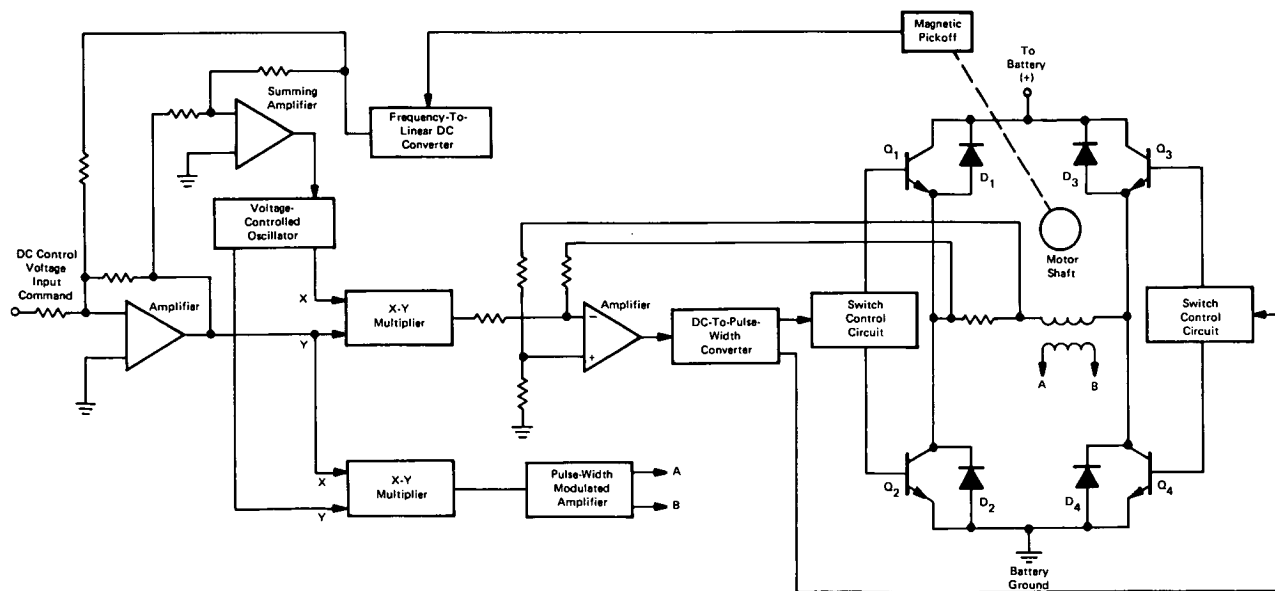 Magnetic
Pickoff
To
Battery
(+)
Summing
Amplifier
Frequency-To-
Linear DC
Converter
Q1
D1
D3
Q3
Voltage-
Controlled
Oscillator
DC Control
Voltage
Input
Command
Motor
Shaft
Amplifier
X
X-Y
Multiplier
Y
Amplifier
−
+
DC-To-Pulse-
Width
Converter
Switch
Control
Circuit
Switch
Control
Circuit
A
B
X
X-Y
Multiplier
Y
Pulse-Width
Modulated
Amplifier
A
B
Q2
D2
D4
Q4
Battery
Ground